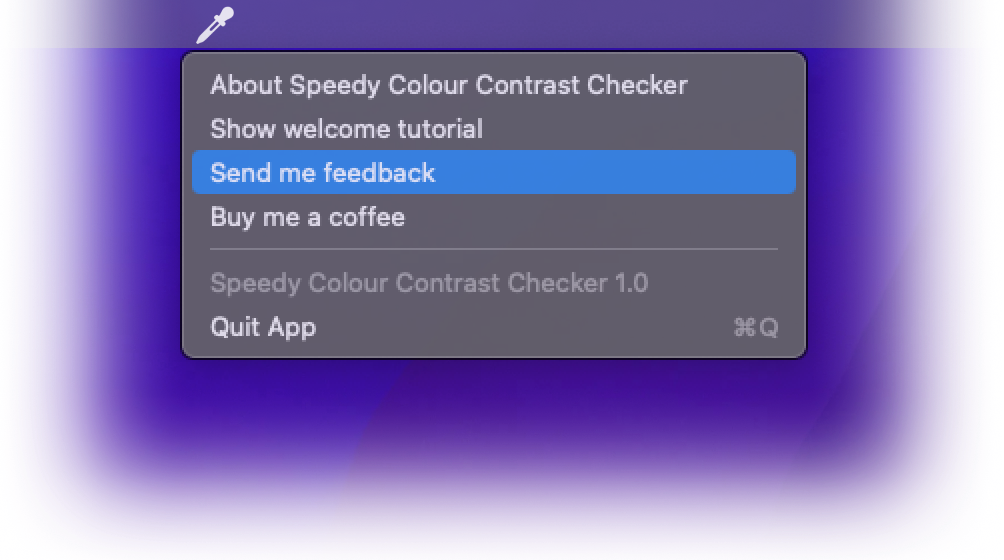 About Speedy Colour Contrast Checker
Show welcome tutorial
Send me feedback
Buy me a coffee
Speedy Colour Contrast Checker 1.0
Quit App ⌘Q